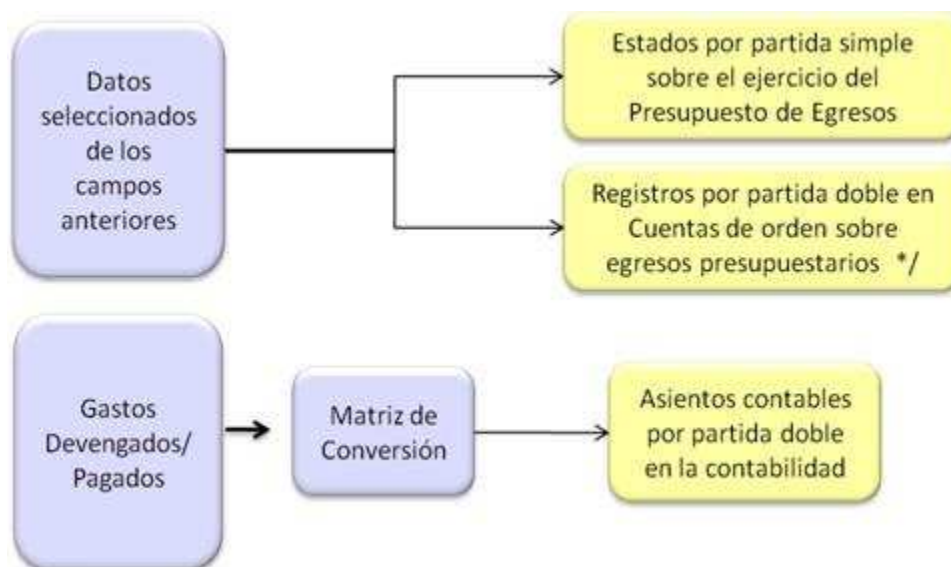 Datos
seleccionados
de los
campos
anteriores
Estados por partida simple
sobre el ejercicio del
Presupuesto de Egresos
Registros por partida doble en
Cuentas de orden sobre
egresos presupuestarios */
Gastos
Devengados/
Pagados
Matriz de
Conversión
Asientos contables
por partida doble
en la contabilidad